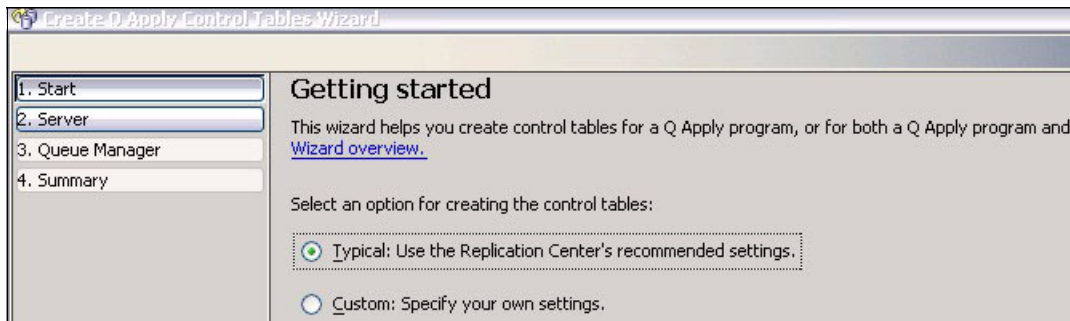 Create Q Apply Control Tables Wizard
1. Start
2. Server
3. Queue Manager
4. Summary
Getting started
This wizard helps you create control tables for a Q Apply program, or for both a Q Apply program and
Wizard overview.
Select an option for creating the control tables:
Typical: Use the Replication Center's recommended settings.
Custom: Specify your own settings.